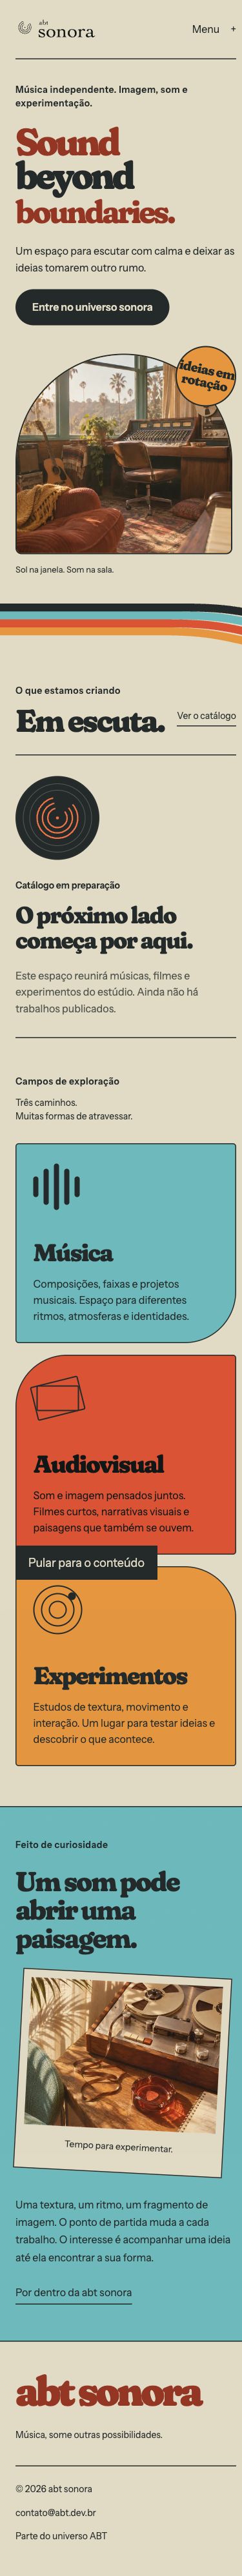 abt
sonora
Menu +
Música independente. Imagem, som e
experimentação.
Sound
beyond
boundaries.
Um espaço para escutar com calma e deixar as
ideias tomarem outro rumo.
Entre no universo sonora
ideias em
rotação
Sol na janela. Som na sala.
O que estamos criando
Em escuta.
Ver o catálogo
Catálogo em preparação
O próximo lado
começa por aqui.
Este espaço reunirá músicas, filmes e
experimentos do estúdio. Ainda não há
trabalhos publicados.
Campos de exploração
Três caminhos.
Muitas formas de atravessar.
Música
Composições, faixas e projetos
musicais. Espaço para diferentes
ritmos, atmosferas e identidades.
Audiovisual
Som e imagem pensados juntos.
Filmes curtos, narrativas visuais e
paisagens que também se ouvem.
Pular para o conteúdo
Experimentos
Estudos de textura, movimento e
interação. Um lugar para testar ideias e
descobrir o que acontece.
Feito de curiosidade
Um som pode
abrir uma
paisagem.
Tempo para experimentar.
Uma textura, um ritmo, um fragmento de
imagem. O ponto de partida muda a cada
trabalho. O interesse é acompanhar uma ideia
até ela encontrar a sua forma.
Por dentro da abt sonora
abt sonora
Música, some outras possibilidades.
© 2026 abt sonora
contato@abt.dev.br
Parte do universo ABT